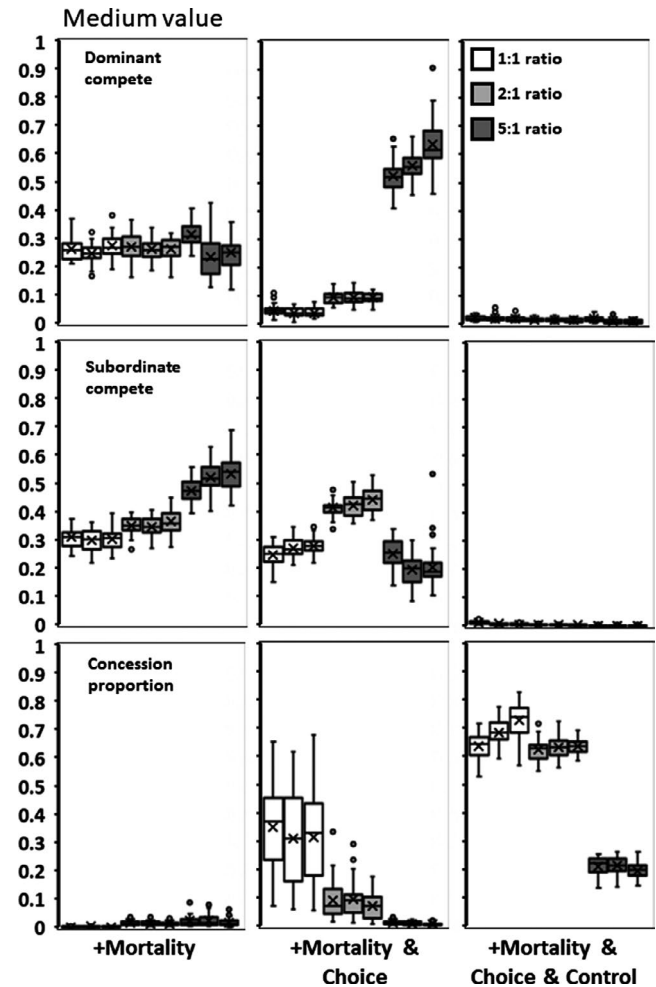 Medium value
1
0.9
0.8
0.7
0.6
0.5
0.4
0.3
0.2
0.1
0
Dominant
compete
1:1 ratio
2:1 ratio
5:1 ratio
1
0.9
0.8
0.7
0.6
0.5
0.4
0.3
0.2
0.1
0
Subordinate
compete
1
0.9
0.8
0.7
0.6
0.5
0.4
0.3
0.2
0.1
0
Concession
proportion
+Mortality
+Mortality &
Choice
+Mortality &
Choice & Control